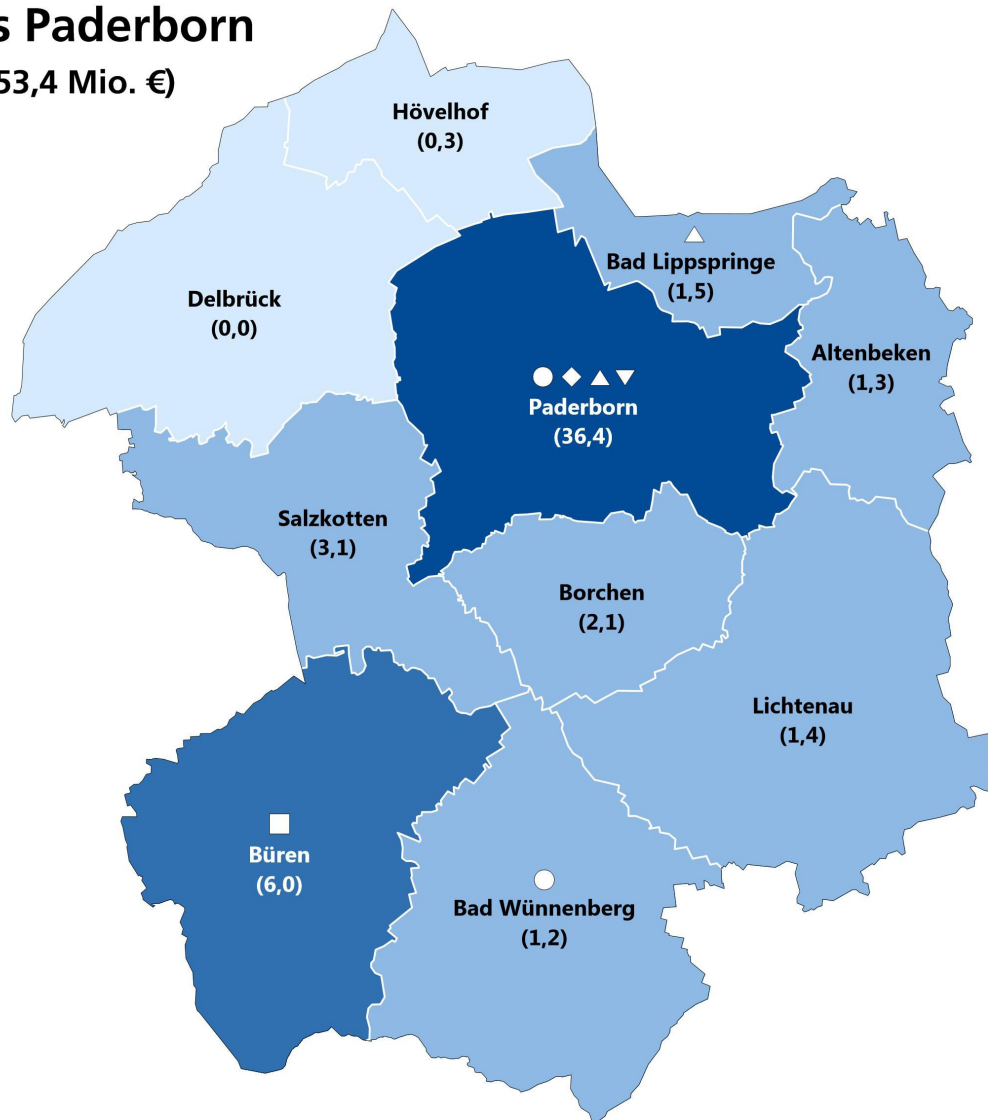 s Paderborn
53,4 Mio. €)
Hövelhof
(0,3)
Bad Lippspringe
(1,5)
Delbrück
(0,0)
Altenbeken
(1,3)
Paderborn
(36,4)
Salzkotten
(3,1)
Borchen
(2,1)
Lichtenau
(1,4)
Büren
(6,0)
Bad Wünnenberg
(1,2)